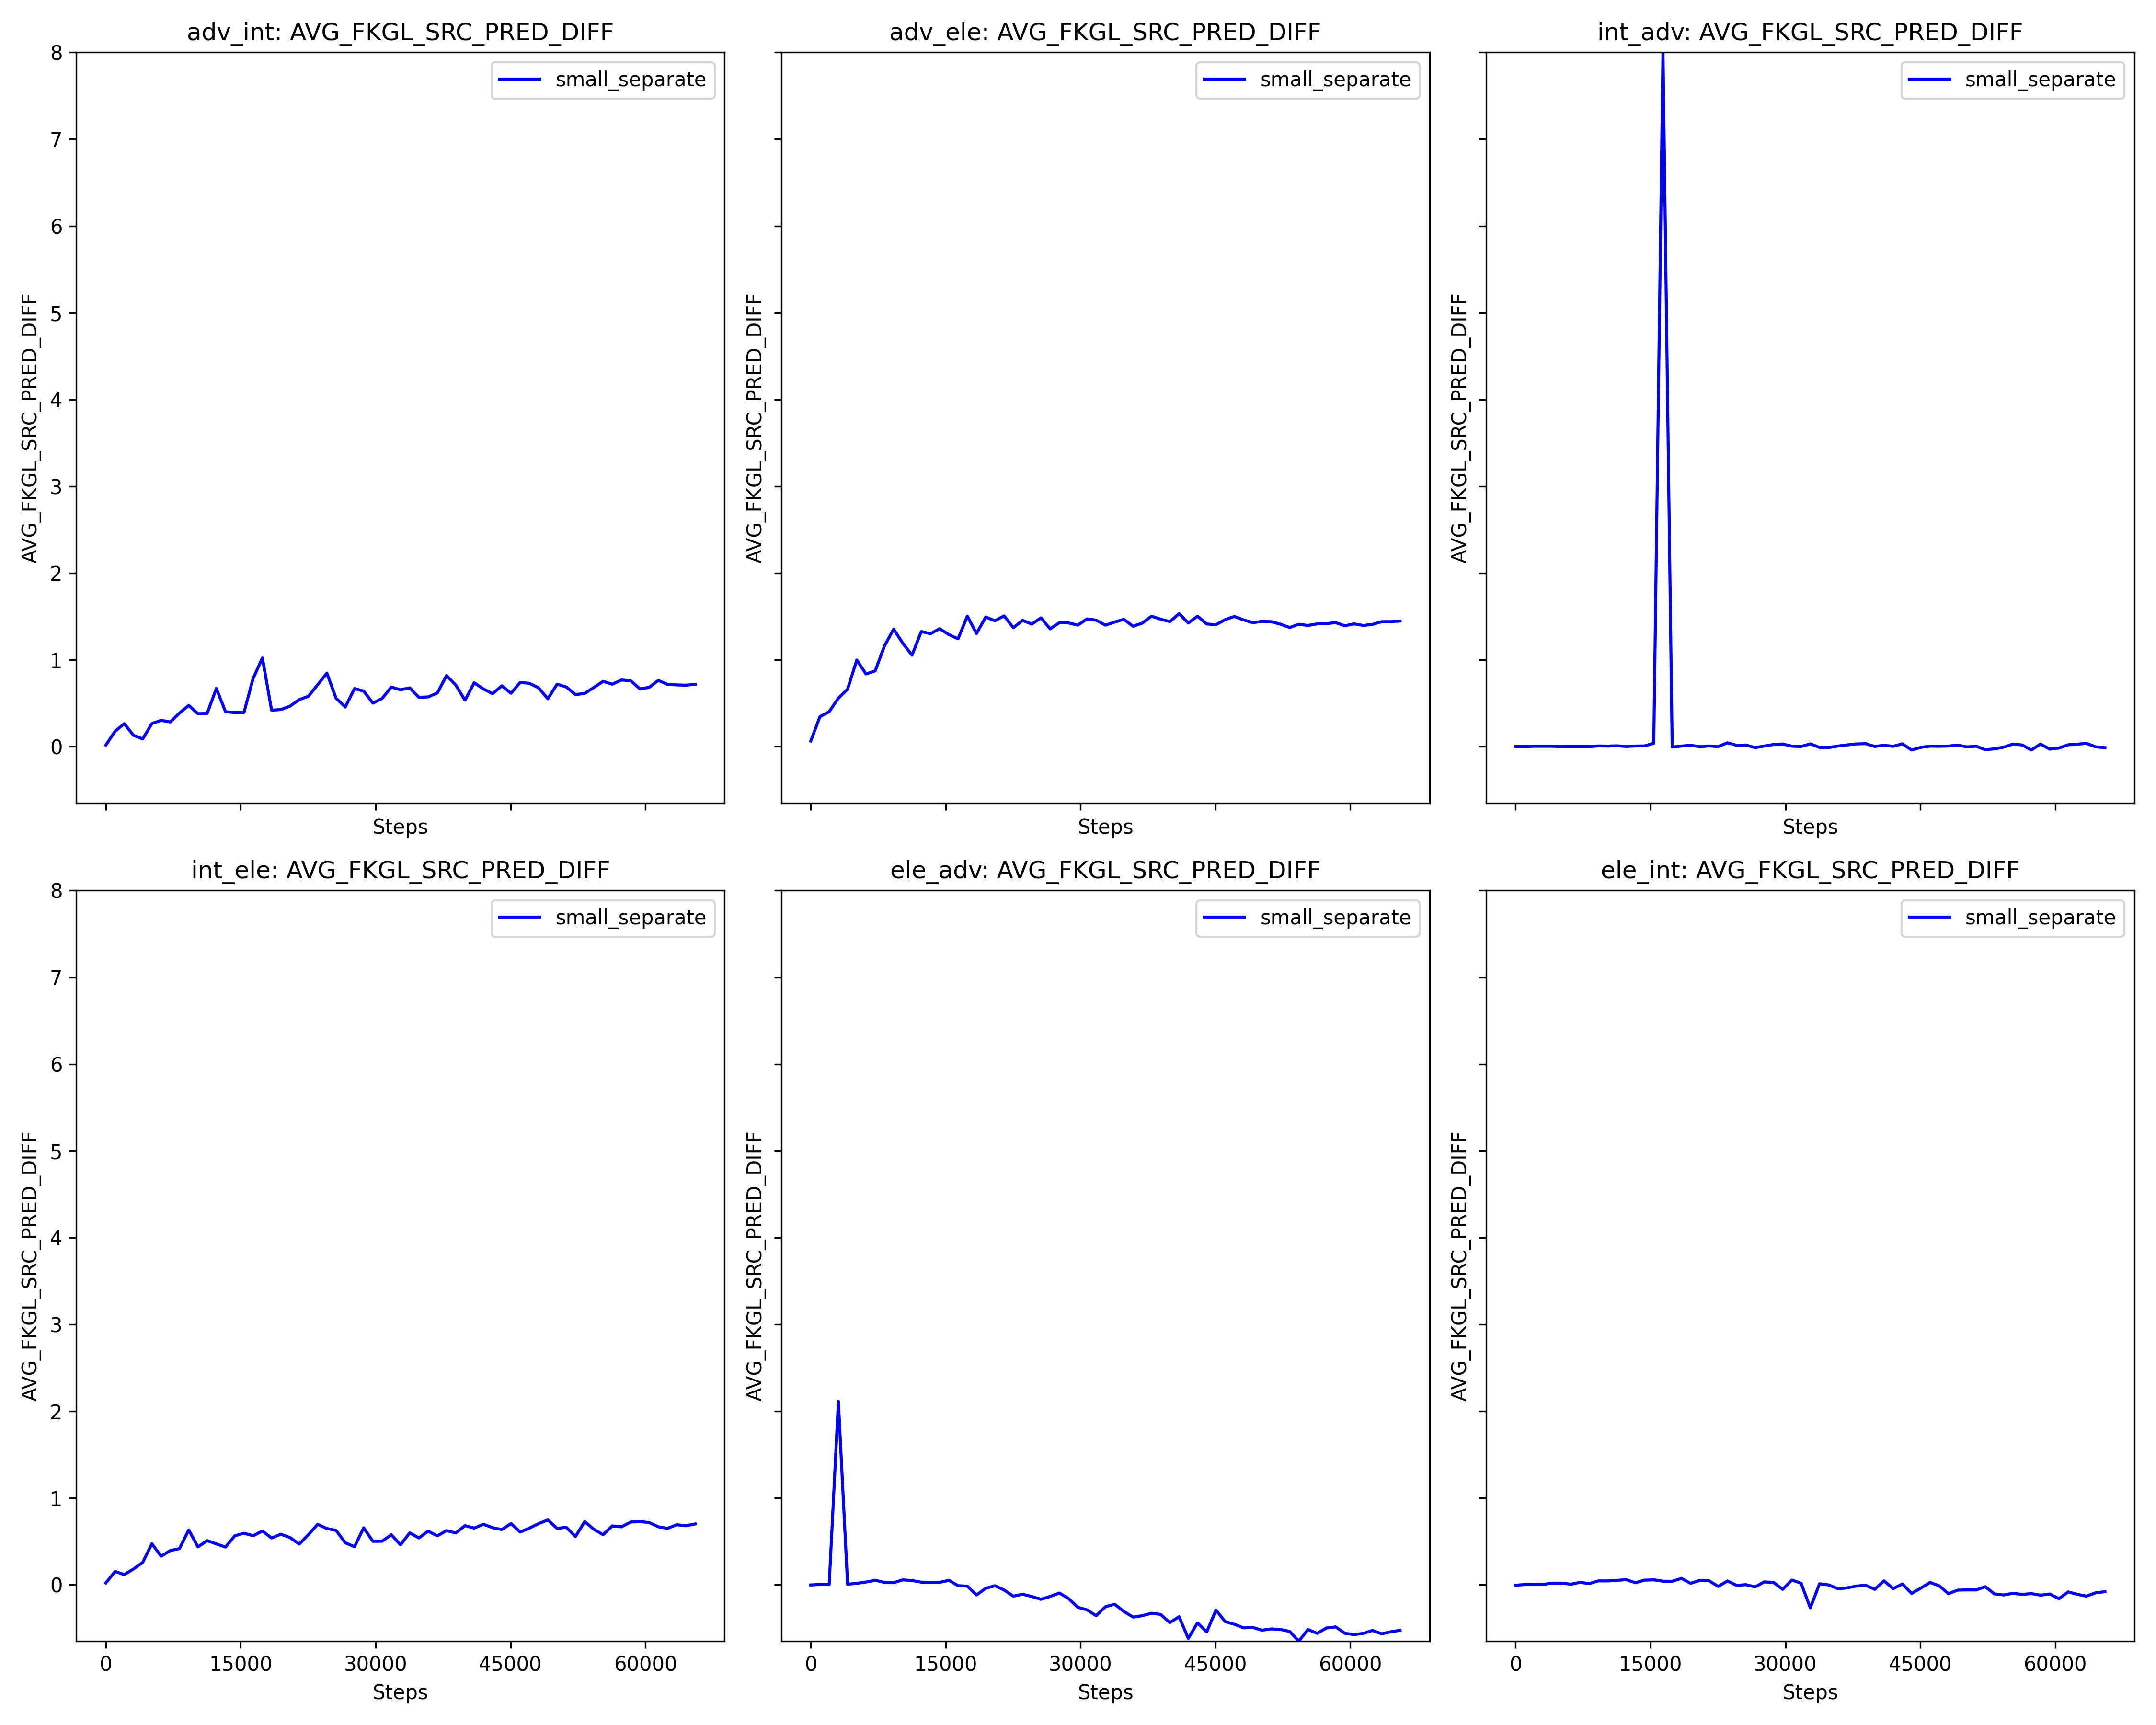 adv_int: AVG_FKGL_SRC_PRED_DIFF
adv_ele: AVG_FKGL_SRC_PRED_DIFF
int_adv: AVG_FKGL_SRC_PRED_DIFF
small_separate
small_separate
small_separate
8
7
6
5
4
3
2
1
0
AVG_FKGL_SRC_PRED_DIFF
AVG_FKGL_SRC_PRED_DIFF
AVG_FKGL_SRC_PRED_DIFF
Steps
Steps
Steps
int_ele: AVG_FKGL_SRC_PRED_DIFF
ele_adv: AVG_FKGL_SRC_PRED_DIFF
ele_int: AVG_FKGL_SRC_PRED_DIFF
small_separate
small_separate
small_separate
8
7
6
5
4
3
2
1
0
AVG_FKGL_SRC_PRED_DIFF
AVG_FKGL_SRC_PRED_DIFF
AVG_FKGL_SRC_PRED_DIFF
0 15000 30000 45000 60000
0 15000 30000 45000 60000
0 15000 30000 45000 60000
Steps
Steps
Steps